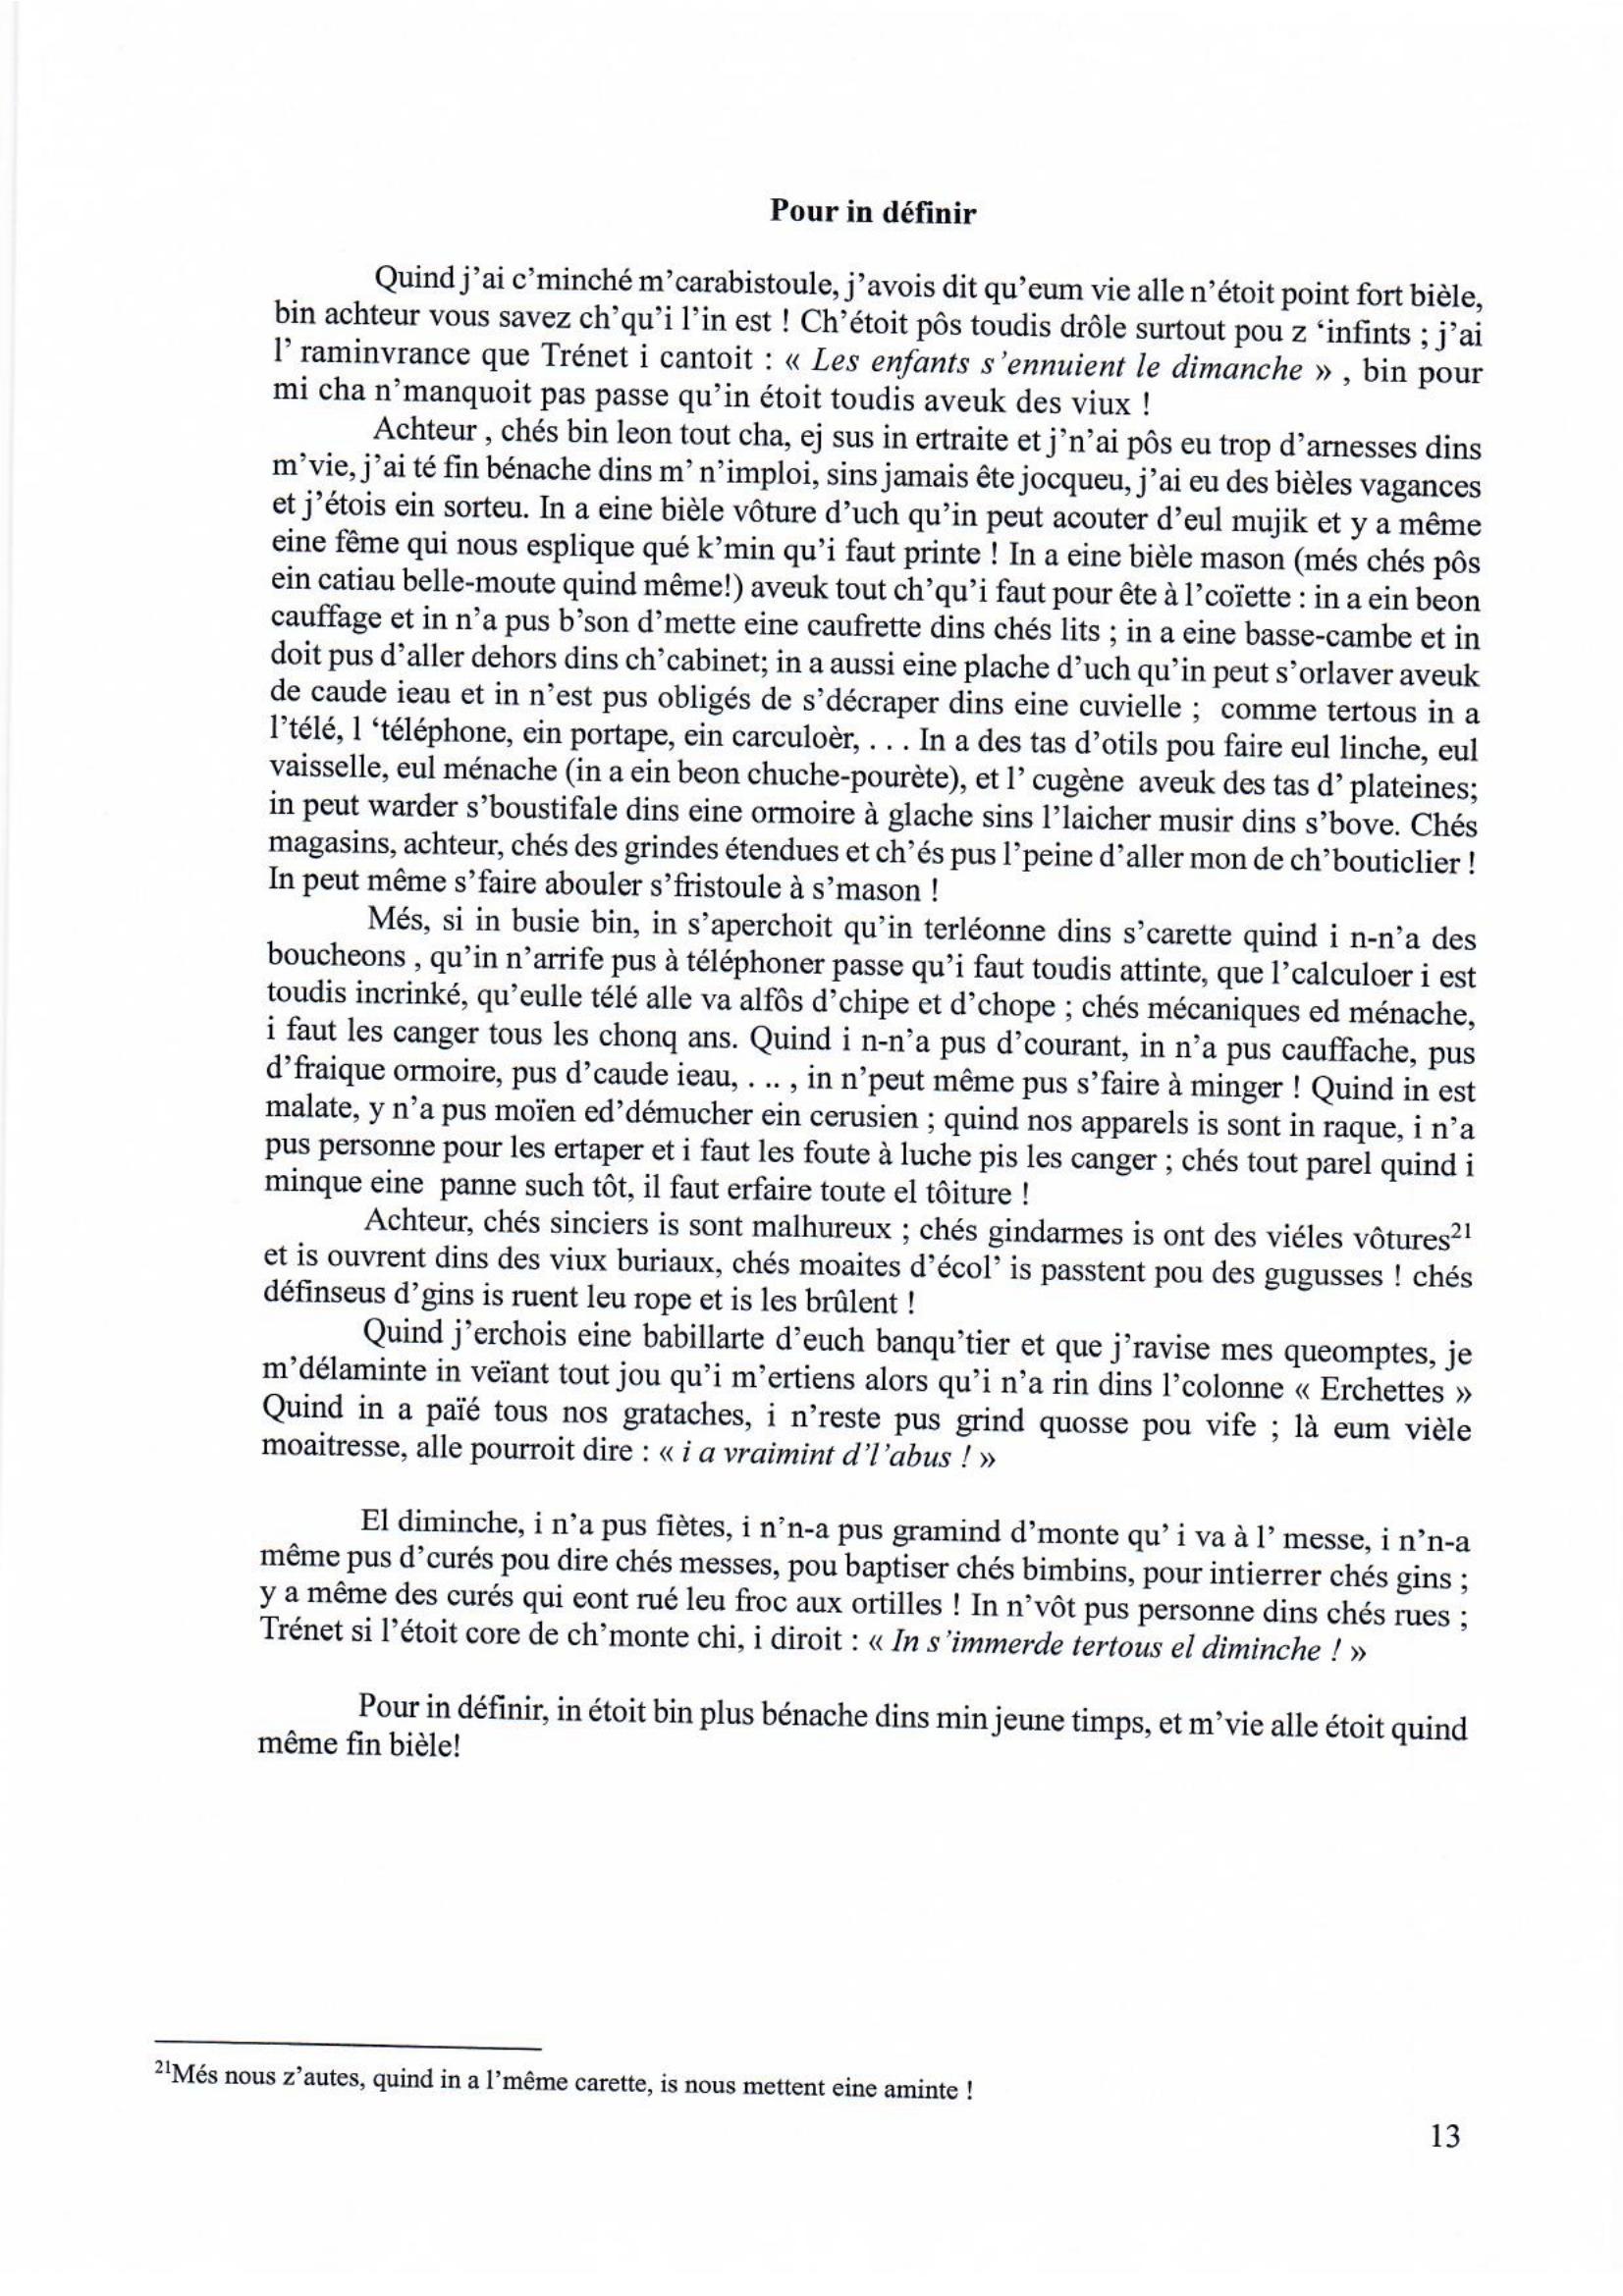 Pour in définir
Quind j’ai c’minché m’carabistoule, j’avois dit qu’eum vie alle n’étoit point fort bièle,
bin achteur vous savez ch’qu’i l’in est ! Ch’étoit pôs toudis drôle surtout pou z ‘infints ; j’ai
l’ raminvrance que Trénet i cantoit : « Les enfants s’ennuient le dimanche » , bin pour
mi cha n’manquoit pas passe qu’in étoit toudis aveuk des viux !
Achteur , chés bin leon tout cha, ej sus in ertraite et j’n’ai pôs eu trop d’arnesses dins
m’vie, j’ai té fin bénache dins m’ n’imploi, sins jamais ête jocqueu, j’ai eu des bièles vagances
et j’étois ein sorteu. In a eine bièle vôture d’uch qu’in peut acouter d’eul mujik et y a même
eine fême qui nous esplique qué k’min qu’i faut printe ! In a eine bièle mason (més chés pôs
ein catiau belle-moute quind même!) aveuk tout ch’qu’i faut pour ête à l’coïette : in a ein beon
cauffage et in n’a pus b’son d’mette eine caufrette dins chés lits ; in a eine basse-cambe et in
doit pus d’aller dehors dins ch’cabinet; in a aussi eine plache d’uch qu’in peut s’orlaver aveuk
de caude ieau et in n’est pus obligés de s’décraper dins eine cuvielle ; comme tertous in a
l’télé, l ‘téléphone, ein portape, ein carculoèr, . . . In a des tas d’otils pou faire eul linche, eul
vaisselle, eul ménache (in a ein beon chuche-pourète), et l’ cugène aveuk des tas d’ plateines;
in peut warder s’boustifale dins eine ormoire à glache sins l’laicher musir dins s’bove. Chés
magasins, achteur, chés des grindes étendues et ch’és pus l’peine d’aller mon de ch’bouticlier !
In peut même s’faire abouler s’fristoule à s’mason !
Més, si in busie bin, in s’aperchoit qu’in terléonne dins s’carette quind i n-n’a des
boucheons , qu’in n’arrife pus à téléphoner passe qu’i faut toudis attinte, que l’calculoer i est
toudis incrinké, qu’eulle télé alle va alfôs d’chipe et d’chope ; chés mécaniques ed ménache,
i faut les canger tous les chonq ans. Quind i n-n’a pus d’courant, in n’a pus cauffache, pus
d’fraique ormoire, pus d’caude ieau, . .. , in n’peut même pus s’faire à minger ! Quind in est
malate, y n’a pus moïen ed’démucher ein cerusien ; quind nos apparels is sont in raque, i n’a
pus personne pour les ertaper et i faut les foute à luche pis les canger ; chés tout parel quind i
minque eine panne such tôt, il faut erfaire toute el tôiture !
Achteur, chés sinciers is sont malhureux ; chés gindarmes is ont des viéles vôtures21
et is ouvrent dins des viux buriaux, chés moaites d’écol’ is passtent pou des gugusses ! chés
définseus d’gins is ruent leu rope et is les brûlent !
Quind j’erchois eine babillarte d’euch banqu’tier et que j’ravise mes queomptes, je
m’délaminte in veïant tout jou qu’i m’ertiens alors qu’i n’a rin dins l’colonne « Erchettes »
Quind in a païé tous nos grataches, i n’reste pus grind quosse pou vife ; là eum vièle
moaitresse, alle pourroit dire : « i a vraimint d’l’abus ! »
El diminche, i n’a pus fiètes, i n’n-a pus gramind d’monte qu’ i va à l’ messe, i n’n-a
même pus d’curés pou dire chés messes, pou baptiser chés bimbins, pour intierrer chés gins ;
y a même des curés qui eont rué leu froc aux ortilles ! In n’vôt pus personne dins chés rues ;
Trénet si l’étoit core de ch’monte chi, i diroit : « In s’immerde tertous el diminche ! »
Pour in définir, in étoit bin plus bénache dins min jeune timps, et m’vie alle étoit quind
même fin bièle!
21Més nous z’autes, quind in a l’même carette, is nous mettent eine aminte !
13